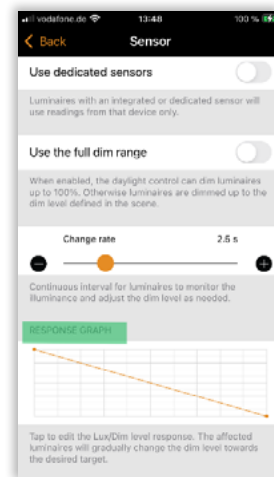 vodafone.de 13:48 100 %
Back Sensor
Use dedicated sensors
Luminaires with an integrated or dedicated sensor will
use readings from that device only.
Use the full dim range
When enabled, the daylight control can dim luminaires
up to 100%. Otherwise luminaires are dimmed up to the
dim level defined in the scene.
Change rate 2.5 s
Continuous interval for luminaires to monitor the
illuminance and adjust the dim level as needed.
RESPONSE GRAPH
Tap to edit the Lux/Dim level response. The affected
luminaires will gradually change the dim level towards
the desired target.